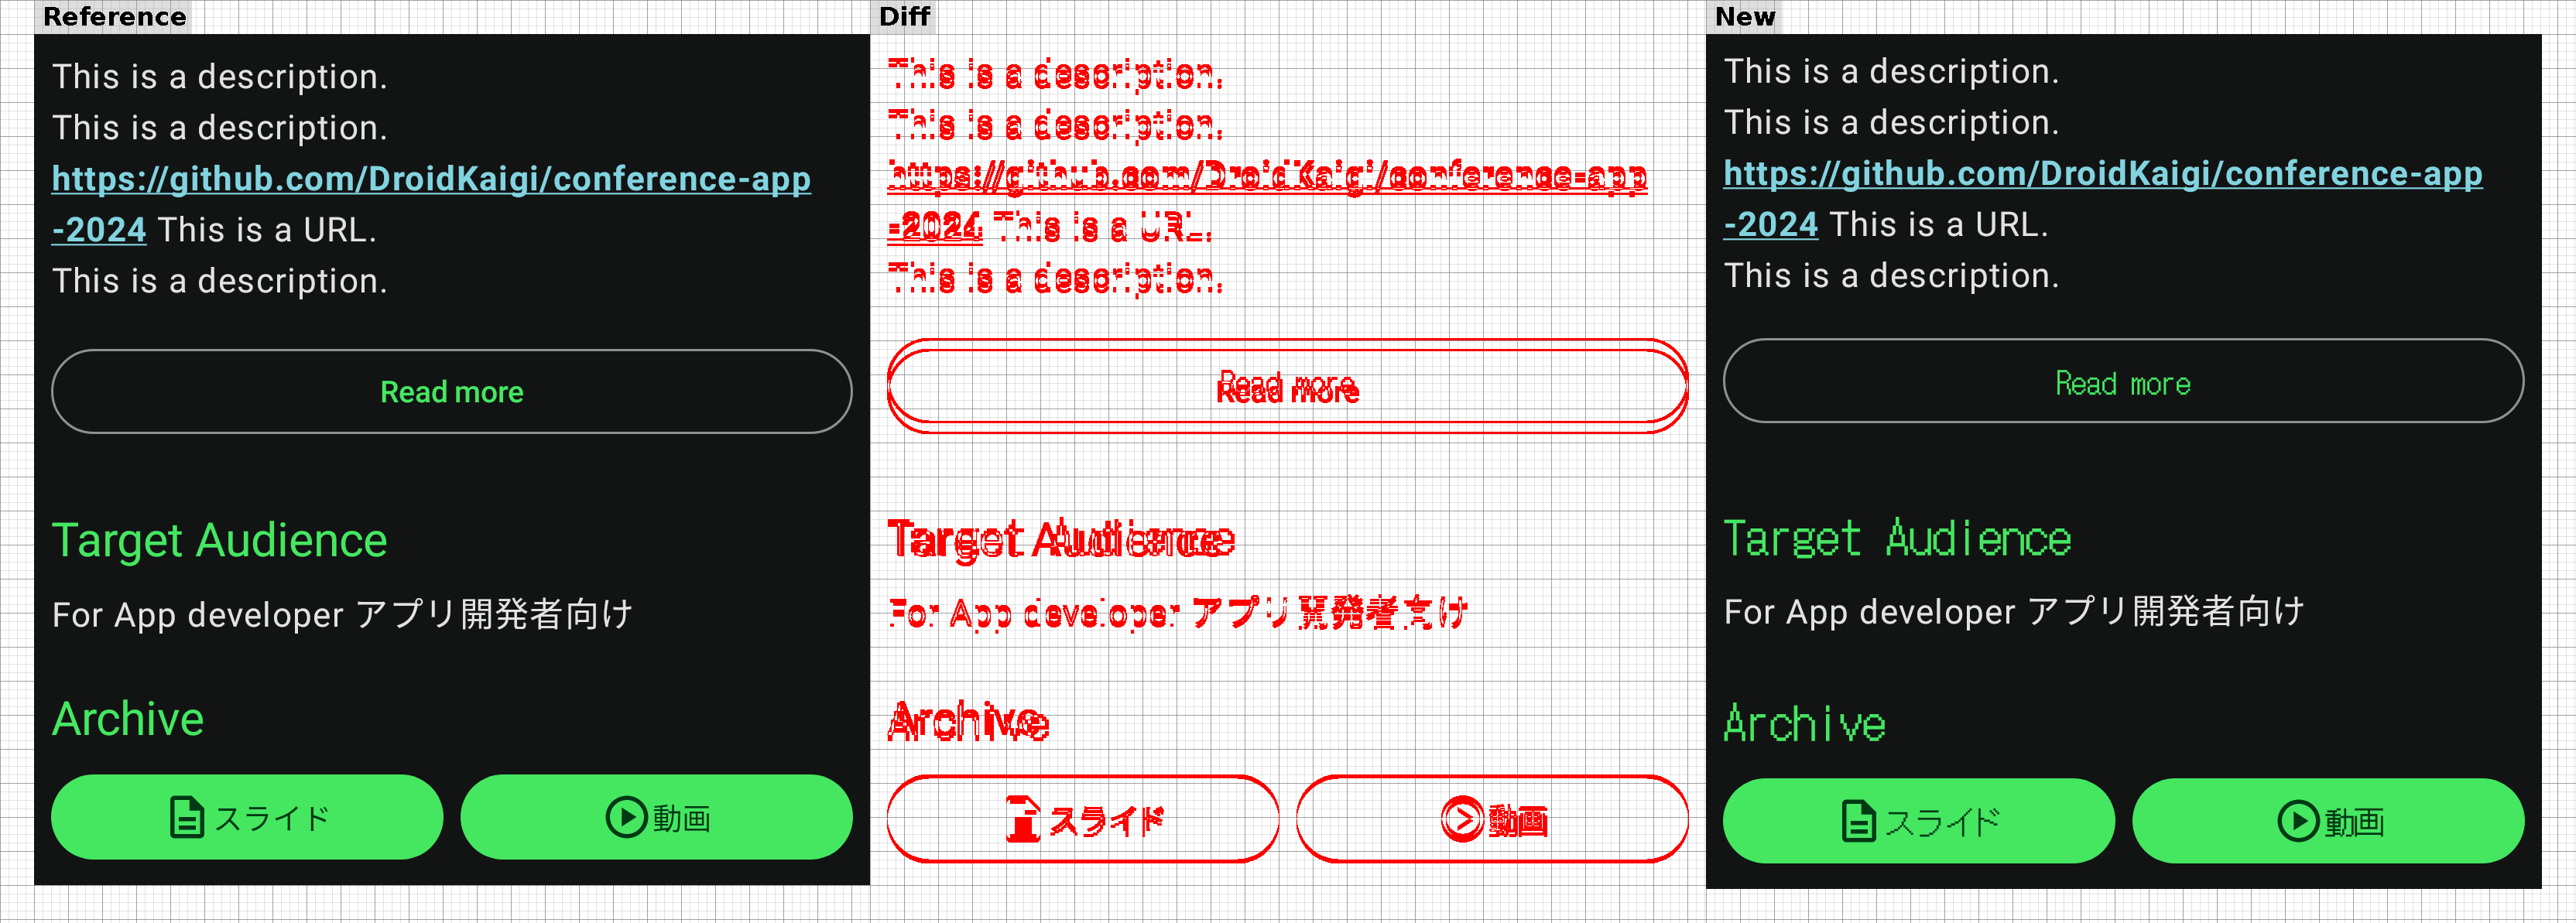 Reference
This is a description.
This is a description.
https://github.com/DroidKaigi/conference-app
-2024 This is a URL.
This is a description.
Read more
Target Audience
For App developer アプリ開発者向け
Archive
スライド
動画
Diff
This is a description.
This is a description.
https://github.com/DroidKaigi/conference-app
-2024 This is a URL.
This is a description.
Read more
Target Audience
For App developer アプリ開発者向け
Archive
スライド
動画
New
This is a description.
This is a description.
https://github.com/DroidKaigi/conference-app
-2024 This is a URL.
This is a description.
Read more
Target Audience
For App developer アプリ開発者向け
Archive
スライド
動画